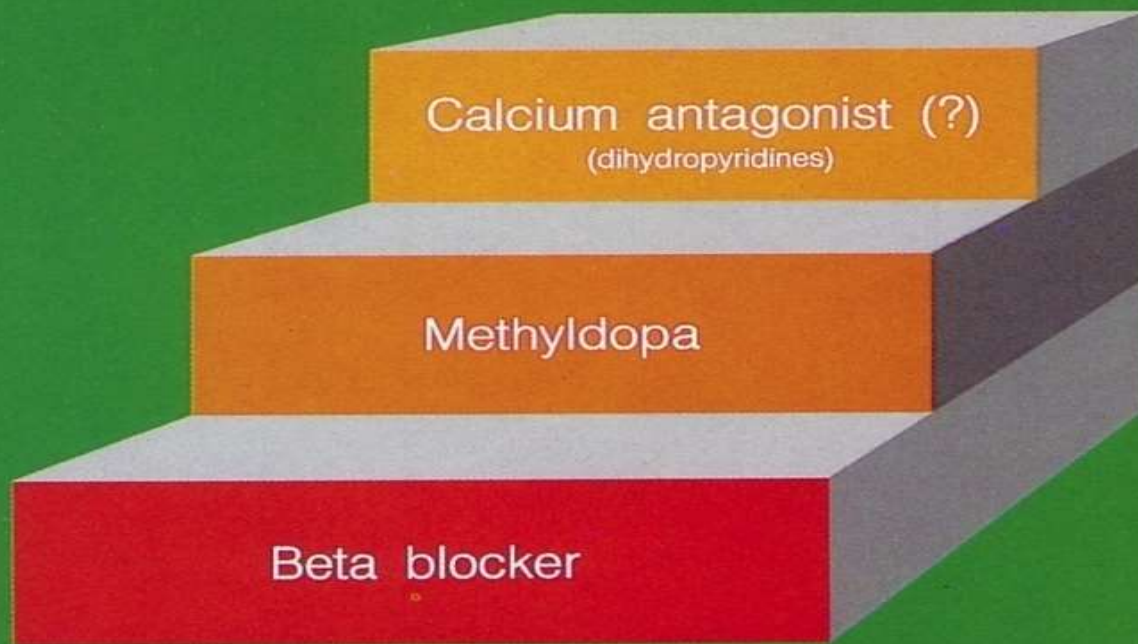 Calcium antagonist (?)
(dihydropyridines)
Methyldopa
Beta blocker